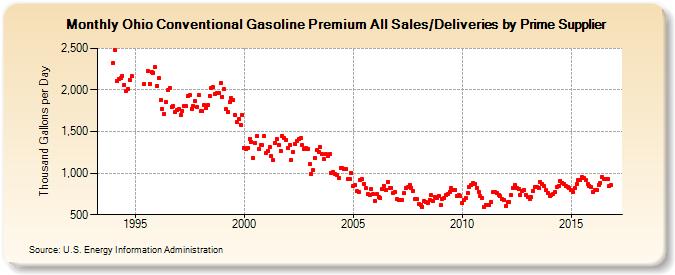 Monthly Ohio Conventional Gasoline Premium All Sales/Deliveries by Prime Supplier
Thousand Gallons per Day
2,500
2,000
1,500
1,000
500
1995 2000 2005 2010 2015
Source: U.S. Energy Information Administration